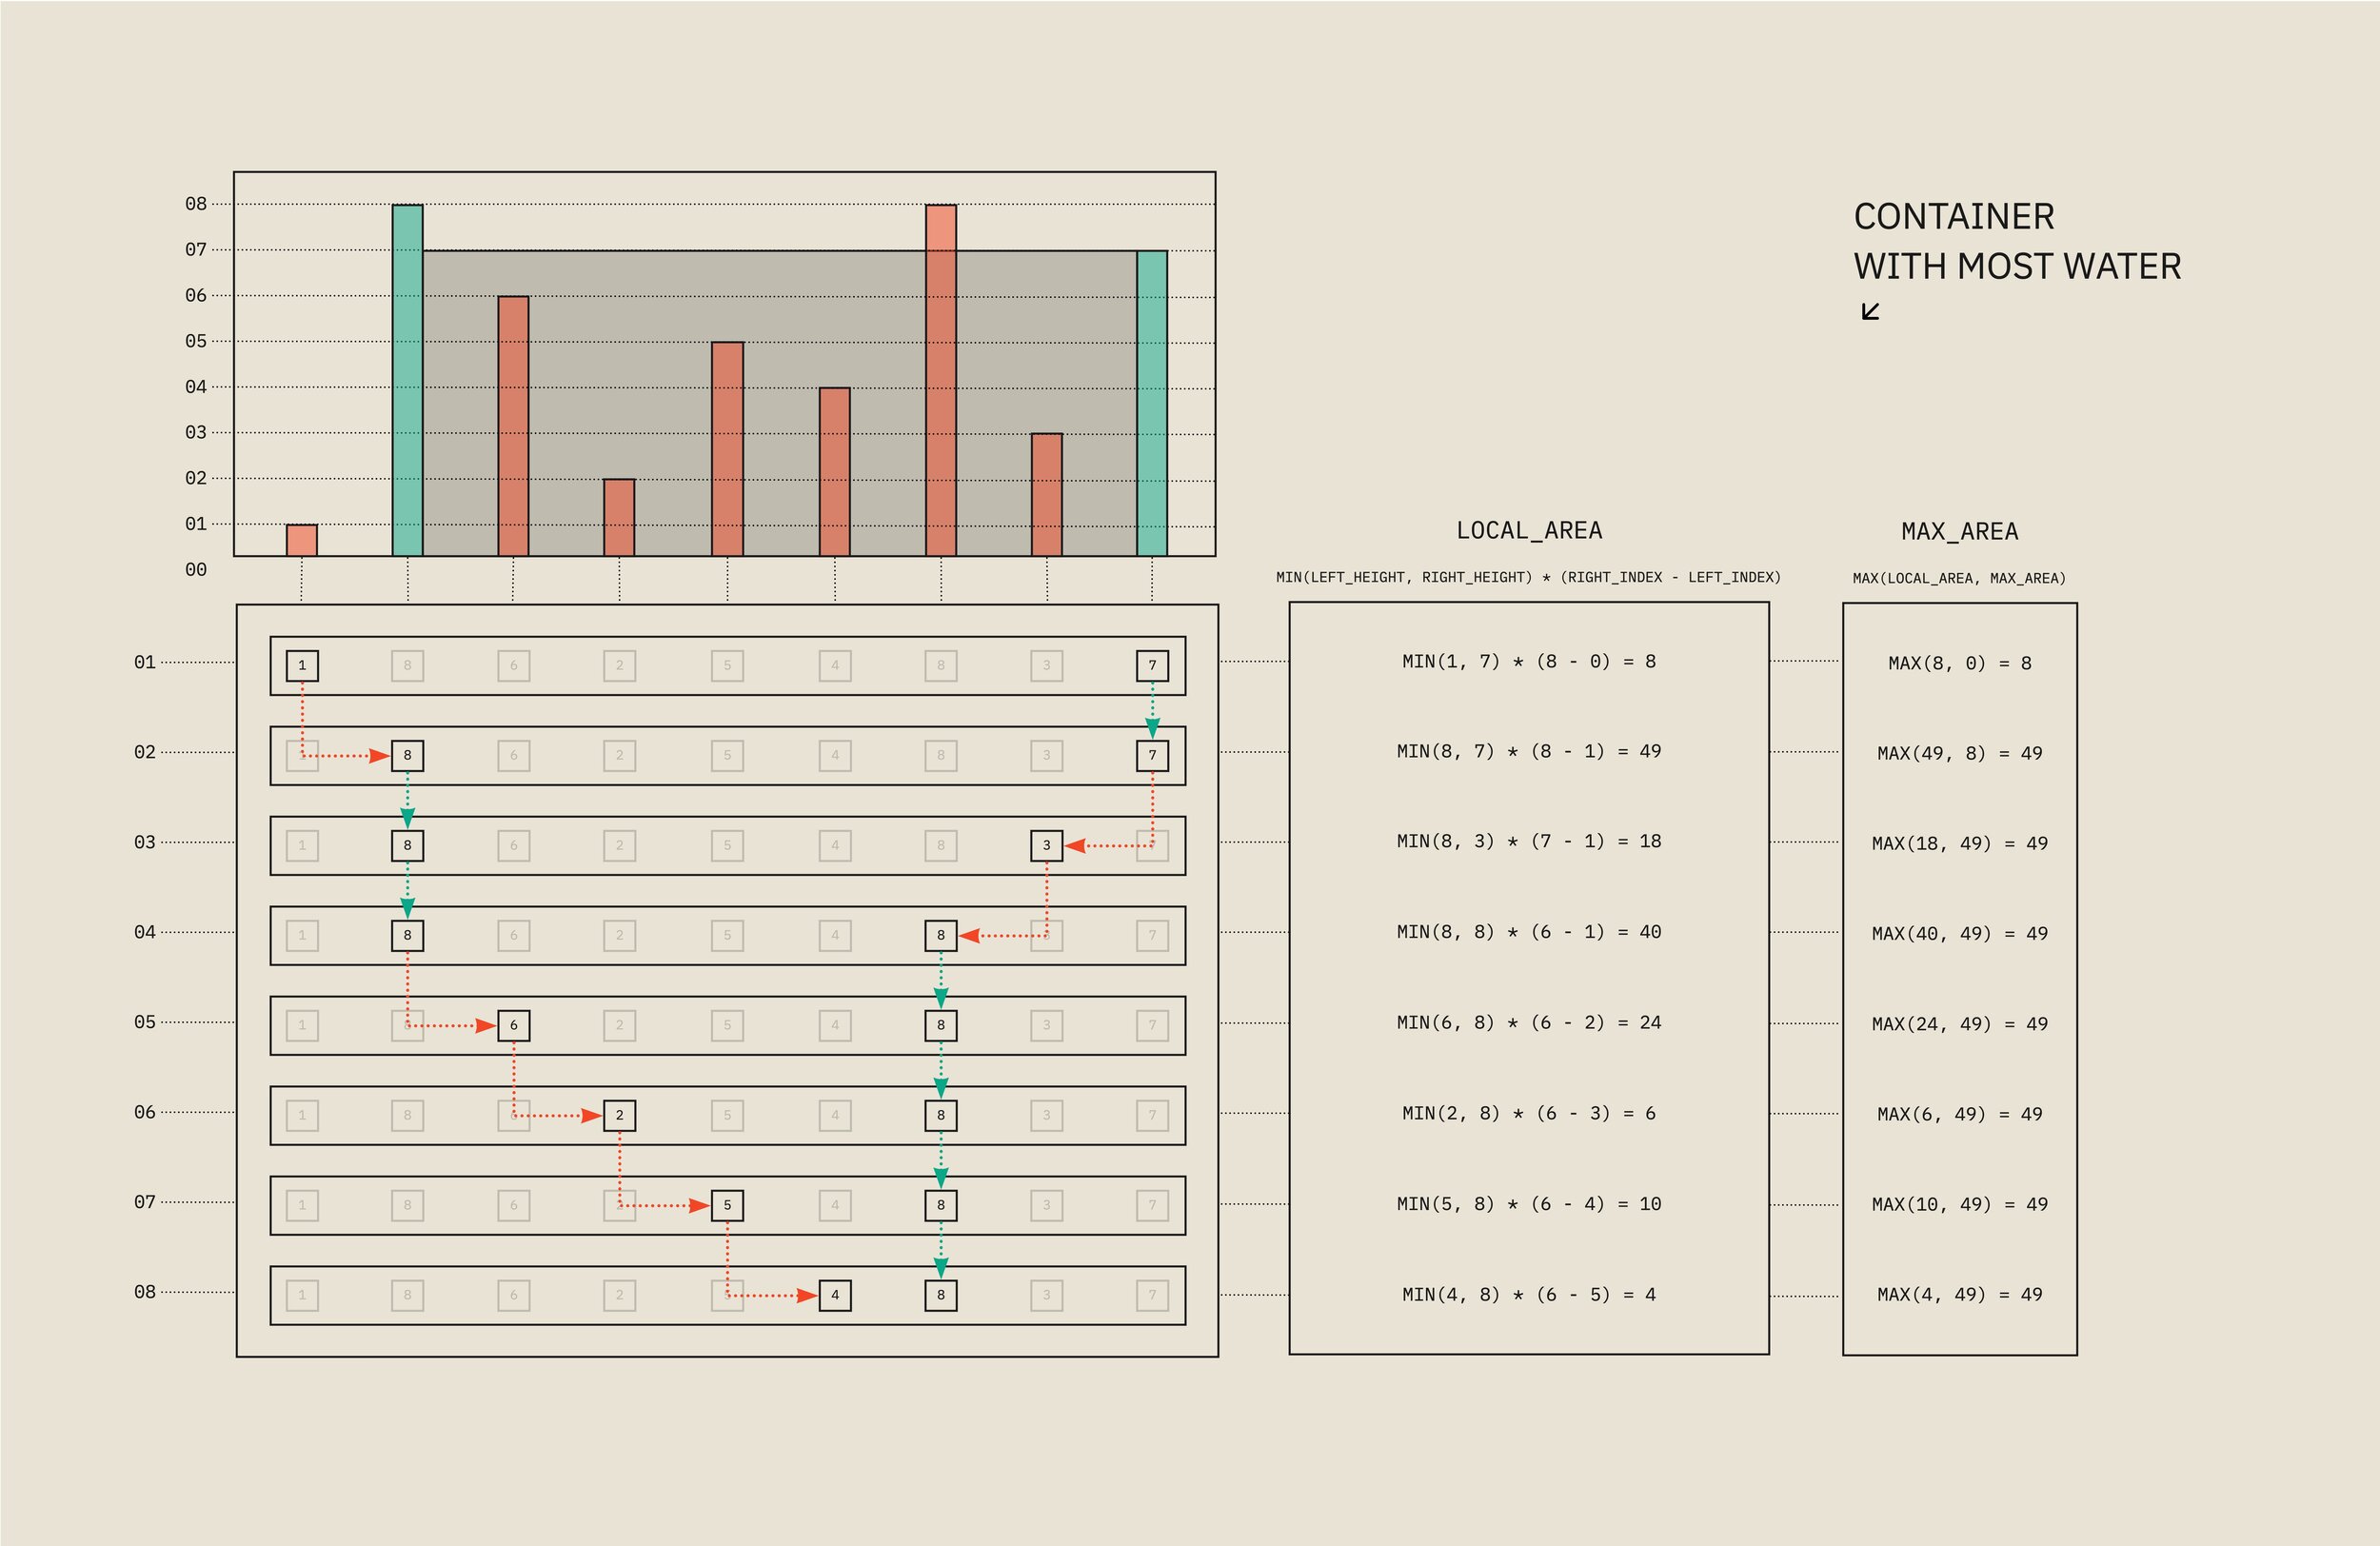 CONTAINER
WITH MOST WATER
08
07
06
05
04
03
02
01
00
LOCAL_AREA
MAX_AREA
MIN(LEFT_HEIGHT, RIGHT_HEIGHT) * (RIGHT_INDEX - LEFT_INDEX)
MAX(LOCAL_AREA, MAX_AREA)
01 1 8 6 2 5 4 8 3 7 MIN(1, 7) * (8 - 0) = 8 MAX(8, 0) = 8
02 1 8 6 2 5 4 8 3 7 MIN(8, 7) * (8 - 1) = 49 MAX(49, 8) = 49
03 1 8 6 2 5 4 8 3 7 MIN(8, 3) * (7 - 1) = 18 MAX(18, 49) = 49
04 1 8 6 2 5 4 8 3 7 MIN(8, 8) * (6 - 1) = 40 MAX(40, 49) = 49
05 1 8 6 2 5 4 8 3 7 MIN(6, 8) * (6 - 2) = 24 MAX(24, 49) = 49
06 1 8 6 2 5 4 8 3 7 MIN(2, 8) * (6 - 3) = 6 MAX(6, 49) = 49
07 1 8 6 2 5 4 8 3 7 MIN(5, 8) * (6 - 4) = 10 MAX(10, 49) = 49
08 1 8 6 2 5 4 8 3 7 MIN(4, 8) * (6 - 5) = 4 MAX(4, 49) = 49